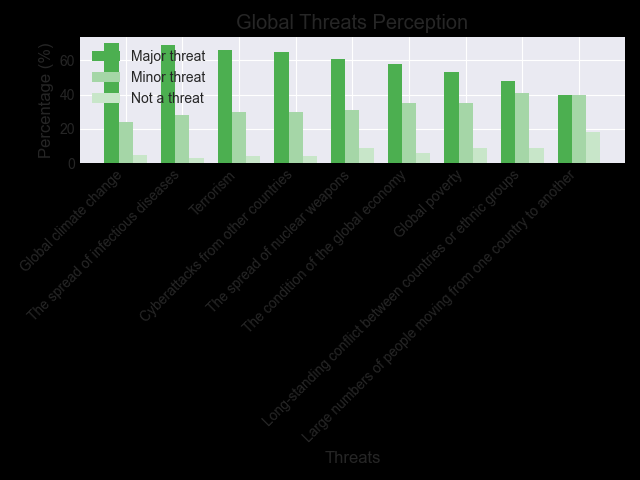 Global Threats Perception
Percentage (%)
60
40
20
0
Major threat
Minor threat
Not a threat
Global climate change
The spread of infectious diseases
Terrorism
Cyberattacks from other countries
The spread of nuclear weapons
The condition of the global economy
Global poverty
Long-standing conflict between countries or ethnic groups
Large numbers of people moving from one country to another
Threats